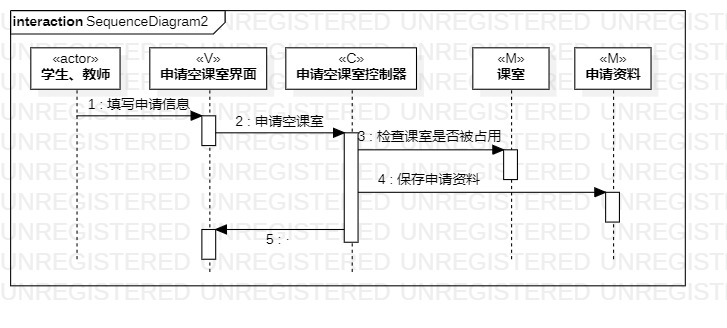 interaction SequenceDiagram2
«actor»
学生、教师
«V»
申请空课室界面
«C»
申请空课室控制器
«M»
课室
«M»
申请资料
1 : 填写申请信息
2 : 申请空课室
3 : 检查课室是否被占用
4 : 保存申请资料
5 : ·
UNREGISTERED UNREGISTERED UNREGISTERED
UNREGISTERED UNREGISTERED UNREGISTERED UNREGISTERED
UNREGISTERED UNREGISTERED UNREGISTERED UNREGISTERED
UNREGISTERED UNREGISTERED UNREGISTERED UNREGISTERED
UNREGISTERED UNREGISTERED UNREGISTERED UNREGISTERED
UNREGISTERED UNREGISTERED UNREGISTERED UNREGISTERED
UNREGISTERED UNREGISTERED UNREGISTERED UNREGISTERED